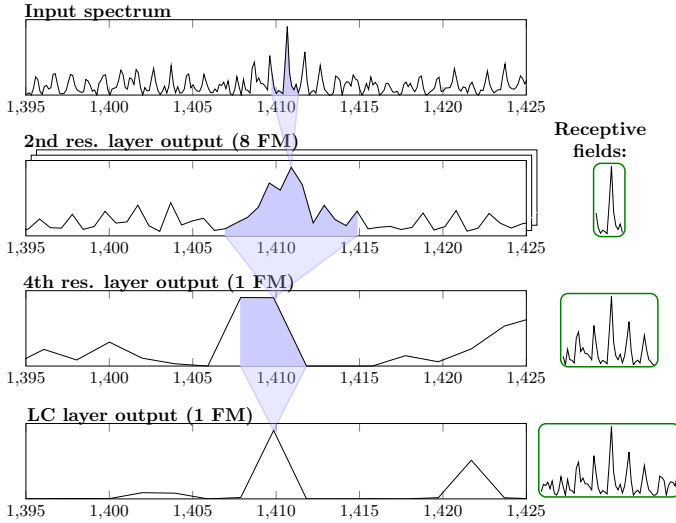 Input spectrum
1,395 1,400 1,405 1,410 1,415 1,420 1,425
2nd res. layer output (8 FM)
Receptive
fields:
1,395 1,400 1,405 1,410 1,415 1,420 1,425
4th res. layer output (1 FM)
1,395 1,400 1,405 1,410 1,415 1,420 1,425
LC layer output (1 FM)
1,395 1,400 1,405 1,410 1,415 1,420 1,425